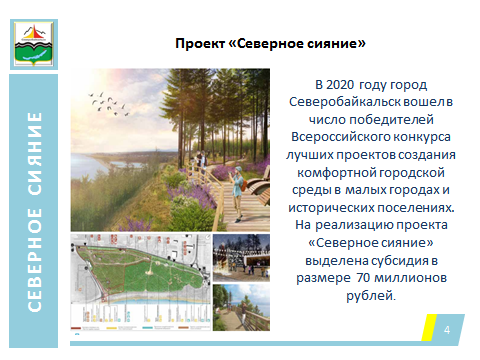 Проект «Северное сияние»
СЕВЕРНОЕ СИЯНИЕ
В 2020 году город
Северобайкальск вошел в
число победителей
Всероссийского конкурса
лучших проектов создания
комфортной городской
среды в малых городах и
исторических поселениях.
На реализацию проекта
«Северное сияние»
выделена субсидия в
размере 70 миллионов
рублей.
4